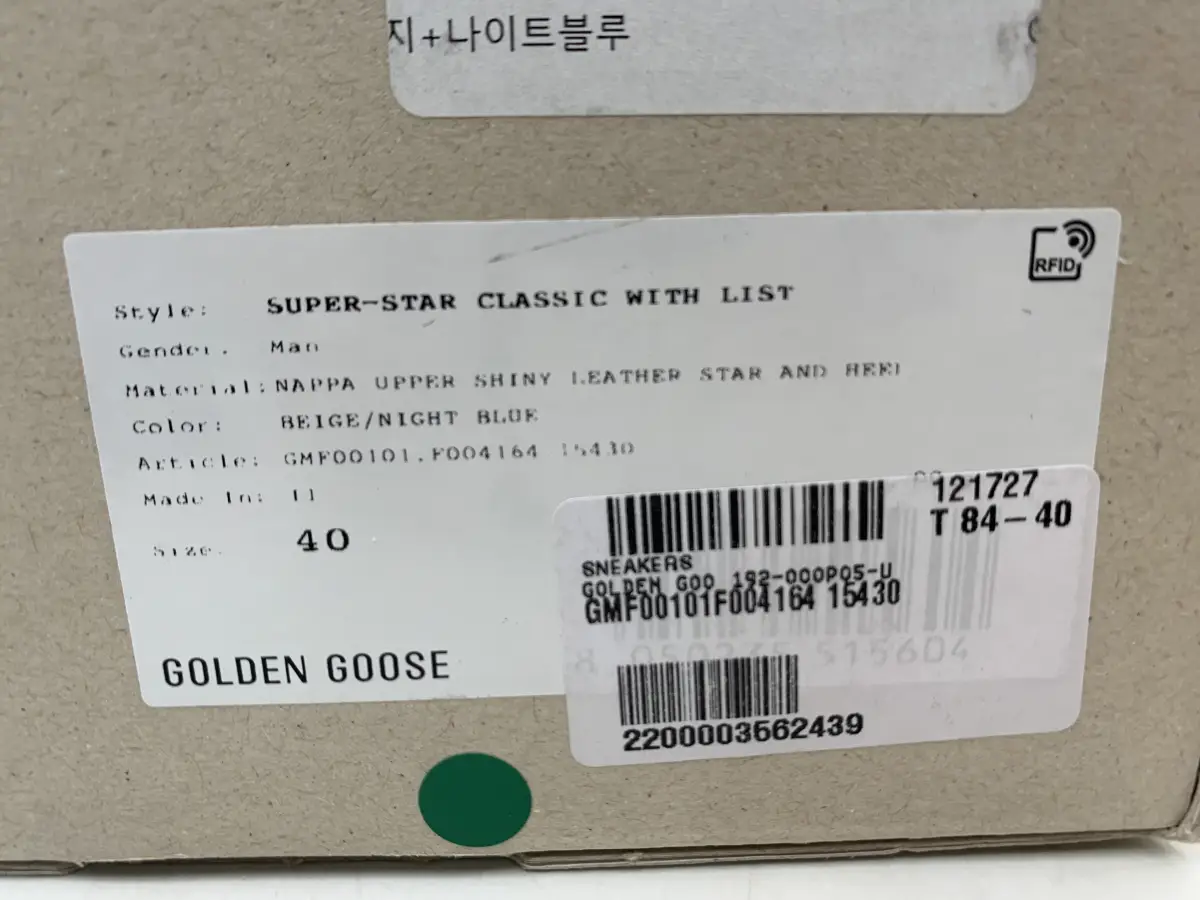 지+나이트블루
RFID
Style: SUPER-STAR CLASSIC WITH LIST
Gender: Man
Material: NAPPA UPPER SHINY LEATHER STAR AND HEEL
Color: BEIGE/NIGHT BLUE
Article: GMF00101.F004164 15430
Made In: IT
Size: 40
GOLDEN GOOSE
121727
T 84-40
SNEAKERS
GOLDEN GOO 192-000P05-U
GMF00101F004164 15430
515604
2200003562439